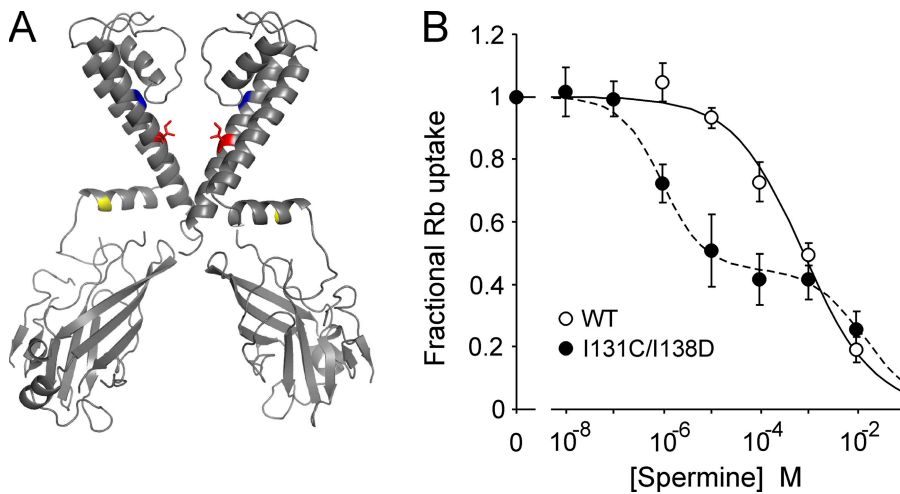 A
B
1.2
1
0.8
0.6
0.4
0.2
0
Fractional Rb uptake
WT
I131C/I138D
0 10⁻⁸ 10⁻⁶ 10⁻⁴ 10⁻²
[Spermine] M